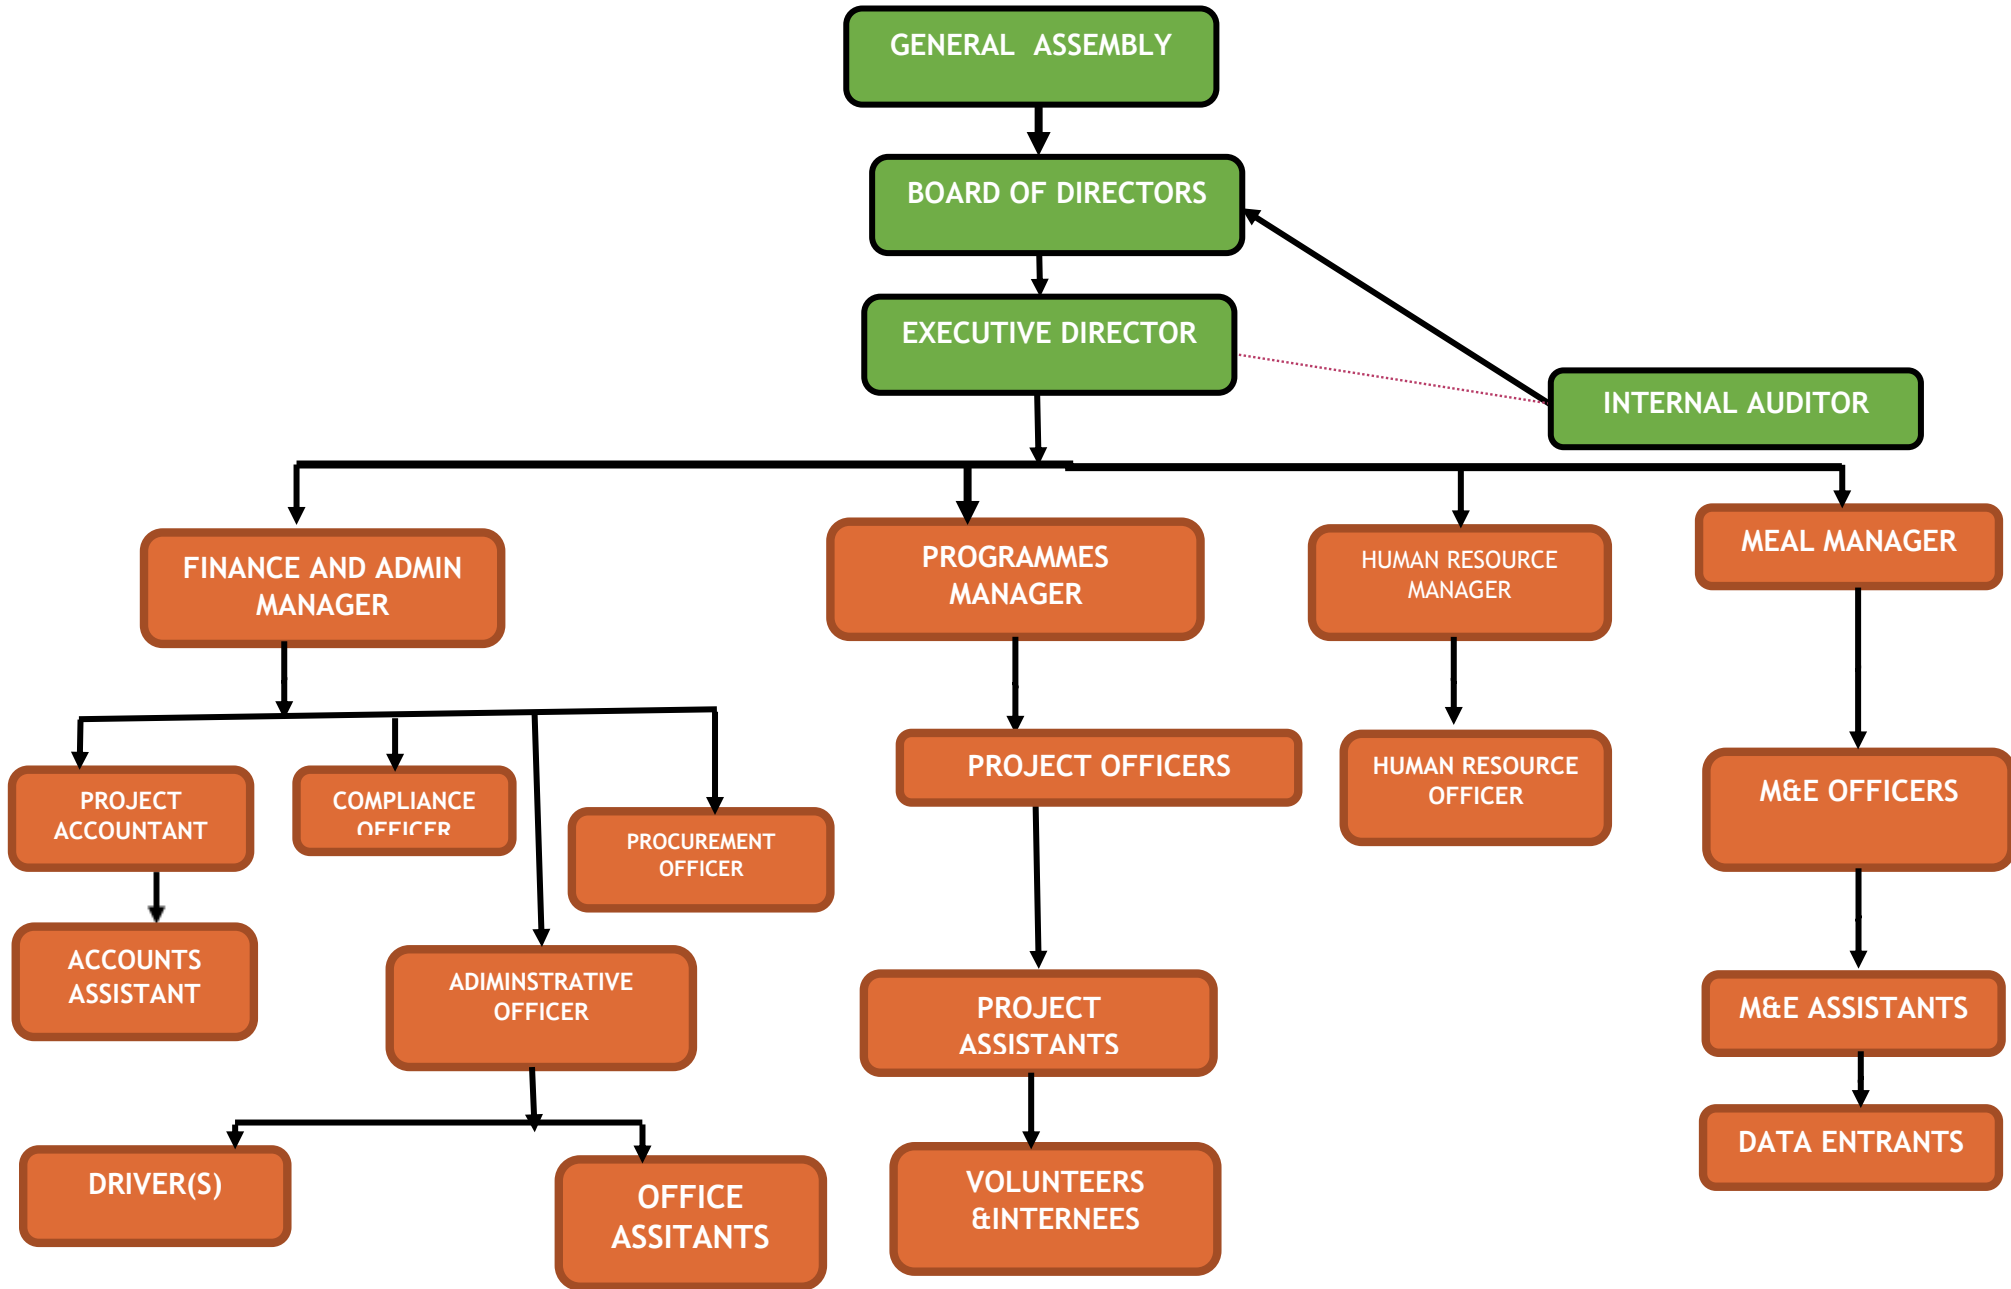 GENERAL ASSEMBLY
BOARD OF DIRECTORS
EXECUTIVE DIRECTOR
INTERNAL AUDITOR
FINANCE AND ADMIN
MANAGER
PROGRAMMES
MANAGER
HUMAN RESOURCE
MANAGER
MEAL MANAGER
PROJECT
ACCOUNTANT
COMPLIANCE
OFFICER
PROCUREMENT
OFFICER
PROJECT OFFICERS
HUMAN RESOURCE
OFFICER
M&E OFFICERS
ACCOUNTS
ASSISTANT
ADIMINSTRATIVE
OFFICER
PROJECT
ASSISTANTS
M&E ASSISTANTS
DRIVER(S)
OFFICE
ASSITANTS
VOLUNTEERS
&INTERNEES
DATA ENTRANTS